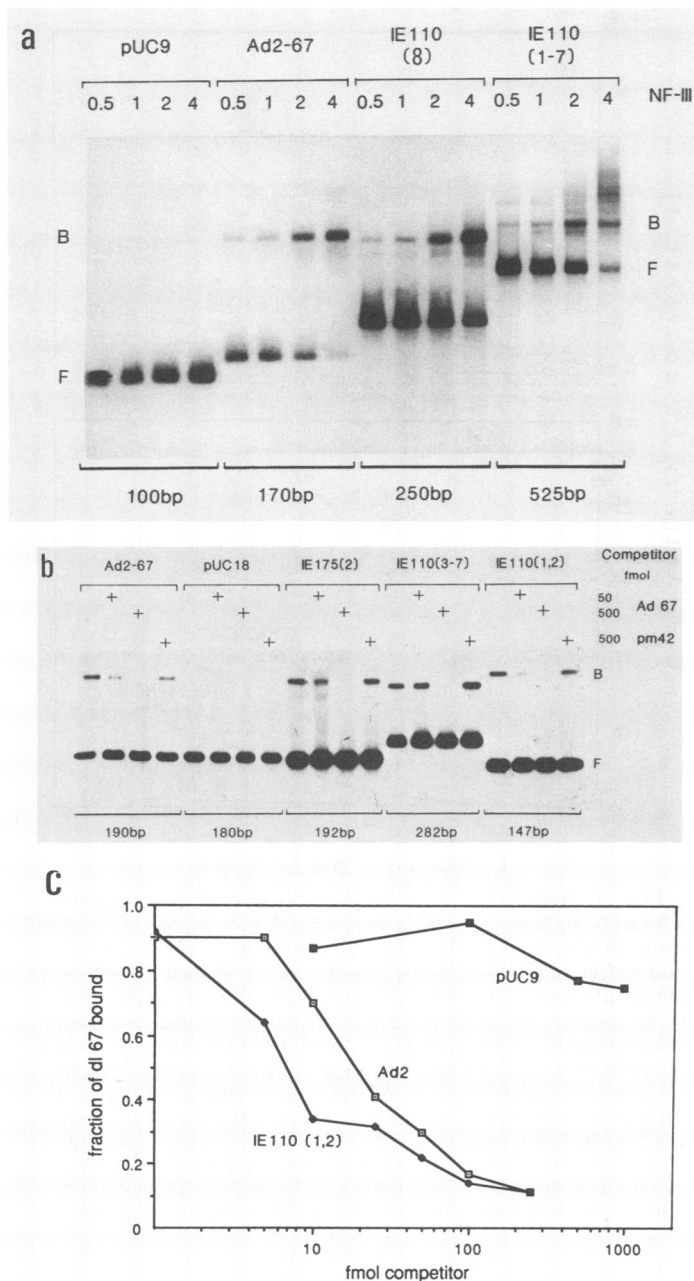 a
pUC9 Ad2-67 IE110 (8) IE110 (1-7)
0.5 1 2 4 0.5 1 2 4 0.5 1 2 4 0.5 1 2 4 NF-III
B B
F
F
100bp 170bp 250bp 525bp
b
Ad2-67 pUC18 IE175(2) IE110(3-7) IE110(1,2) Competitor
fmol
+ + + + + 50
+ + + + + 500 Ad 67
+ + + + + 500 pm42
B
F
190bp 180bp 192bp 282bp 147bp
C
fraction of dl 67 bound
1.0
0.8
0.6
0.4
0.2
0
pUC9
Ad2
IE110 (1,2)
10 100 1000
fmol competitor